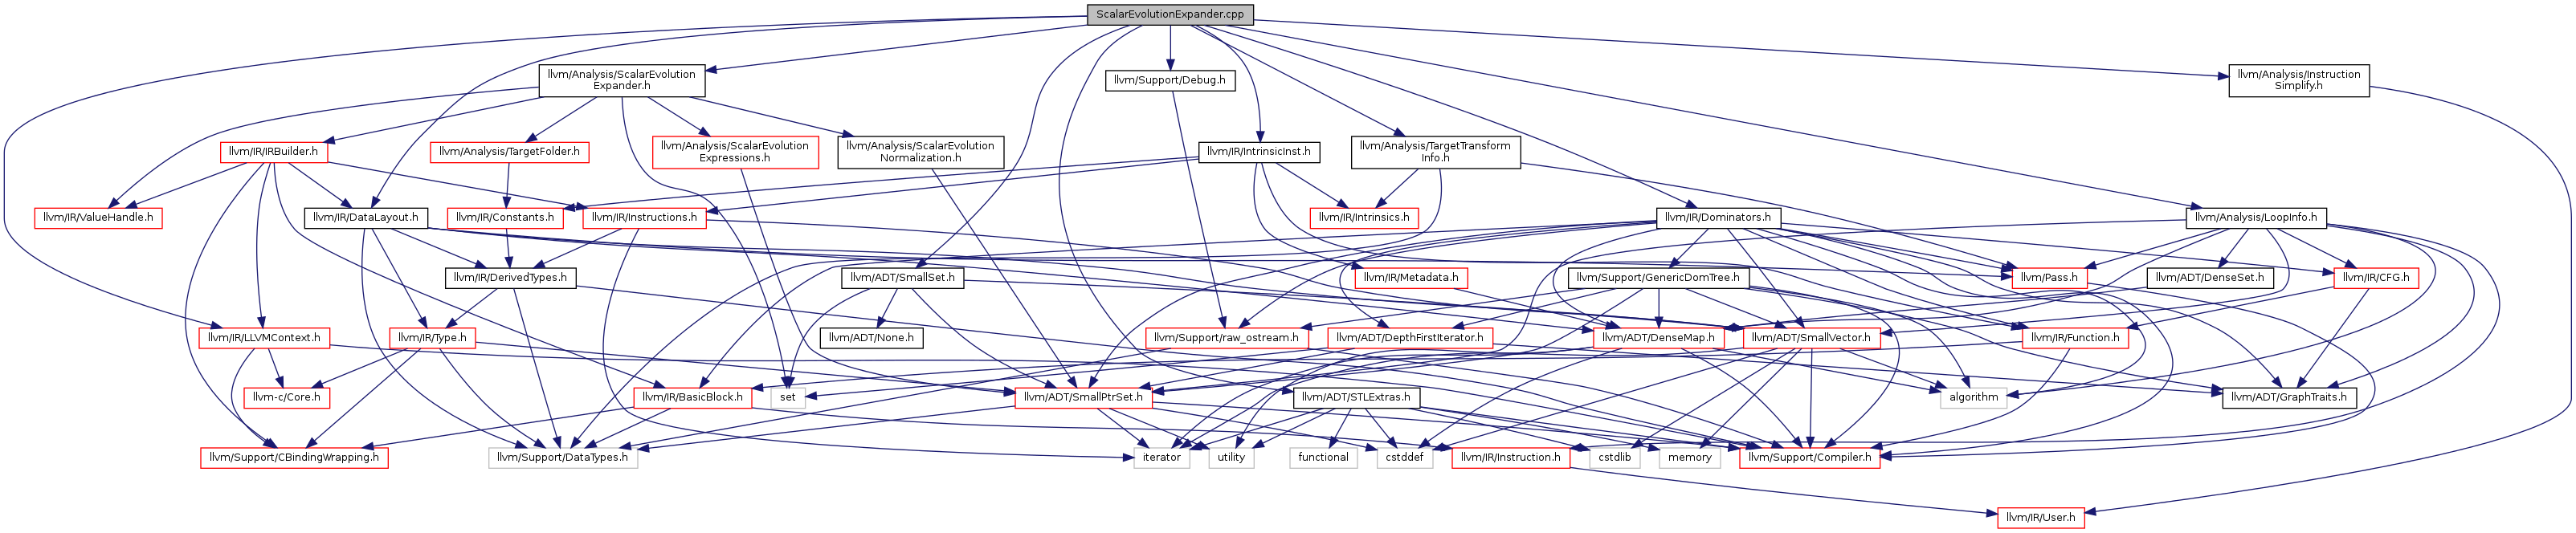 ScalarEvolutionExpander.cpp
llvm/Analysis/ScalarEvolution
Expander.h
llvm/Support/Debug.h
llvm/Analysis/Instruction
Simplify.h
llvm/IR/IRBuilder.h
llvm/Analysis/TargetFolder.h
llvm/Analysis/ScalarEvolution
Expressions.h
llvm/Analysis/ScalarEvolution
Normalization.h
llvm/IR/IntrinsicInst.h
llvm/Analysis/TargetTransform
Info.h
llvm/IR/ValueHandle.h
llvm/IR/DataLayout.h
llvm/IR/Constants.h
llvm/IR/Instructions.h
llvm/IR/Intrinsics.h
llvm/IR/Dominators.h
llvm/Analysis/LoopInfo.h
llvm/IR/DerivedTypes.h
llvm/ADT/SmallSet.h
llvm/IR/Metadata.h
llvm/Support/GenericDomTree.h
llvm/Pass.h
llvm/ADT/DenseSet.h
llvm/IR/CFG.h
llvm/IR/LLVMContext.h
llvm/IR/Type.h
llvm/ADT/None.h
llvm/Support/raw_ostream.h
llvm/ADT/DepthFirstIterator.h
llvm/ADT/DenseMap.h
llvm/ADT/SmallVector.h
llvm/IR/Function.h
llvm-c/Core.h
llvm/IR/BasicBlock.h
set
llvm/ADT/SmallPtrSet.h
llvm/ADT/STLExtras.h
algorithm
llvm/ADT/GraphTraits.h
llvm/Support/CBindingWrapping.h
llvm/Support/DataTypes.h
iterator
utility
functional
cstddef
llvm/IR/Instruction.h
cstdlib
memory
llvm/Support/Compiler.h
llvm/IR/User.h